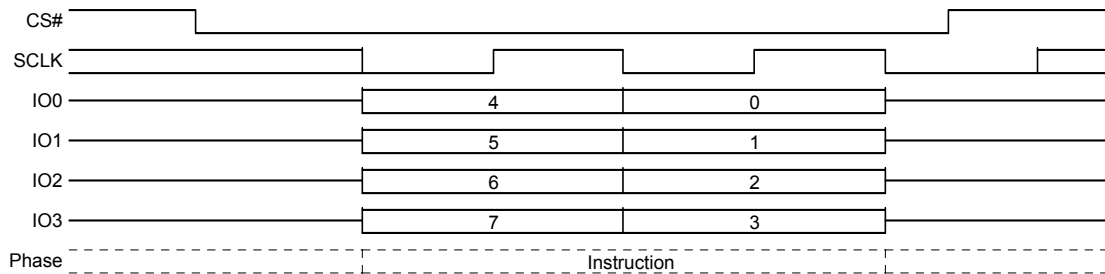 CS#
SCLK
IO0 4 0
IO1 5 1
IO2 6 2
IO3 7 3
Phase Instruction